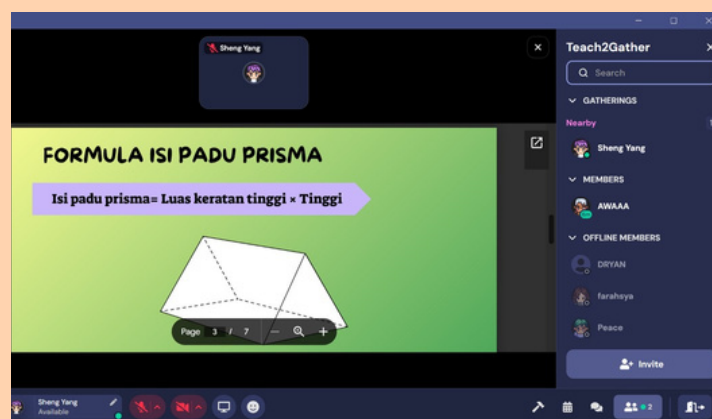 Sheng Yang
Teach2Gather
Search
GATHERINGS
Nearby
Sheng Yang
MEMBERS
AWAAA
OFFLINE MEMBERS
DRYAN
farahsya
Peace
Invite
FORMULA ISI PADU PRISMA
Isi padu prisma= Luas keratan tinggi × Tinggi
Page 3 / 7
Sheng Yang
Available
2